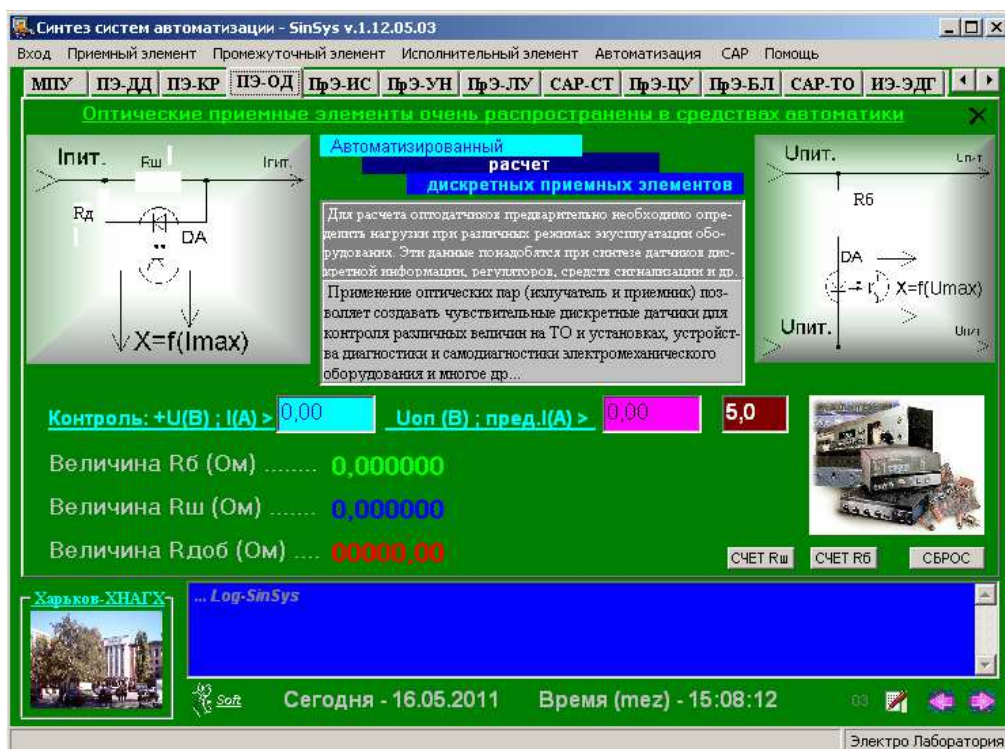 Синтез систем автоматизации - SinSys v.1.12.05.03
Вход Приемный элемент Промежуточный элемент Исполнительный элемент Автоматизация САР Помощь
МПУ ПЭ-ДД ПЭ-КР ПЭ-ОД ПрЭ-ИС ПрЭ-УН ПрЭ-ЛУ САР-СТ ПрЭ-ЦУ ПрЭ-БЛ САР-ТО ИЭ-ЭДГ
Оптические приемные элементы очень распространены в средствах автоматики
Iпит. Rш Iпит.
Rд
DA
X=f(Imax)
Автоматизированный
расчет
дискретных приемных элементов
Для расчета оптодатчиков предварительно необходимо опре-
делить нагрузки при различных режимах экусплуатации обо-
рудования. Эти данные понадобятся при синтезе датчиков дис-
кретной информации, регуляторов, средств сигнализации и др.
Применение оптических пар (излучатель и приемник) поз-
воляет создавать чувствительные дискретные датчики для
контроля различных величин на ТО и установках, устройст-
ва диагностики и самодиагностики электромеханического
оборудования и многое др...
Uпит. Uпит
Rб
DA
X=f(Umax)
Uпит. Uпит
Контроль: +U(В) ; I(А) > 0,00 Uоп (В) ; пред.I(А) > 0,00 5,0
Величина Rб (Ом) ........ 0,000000
Величина Rш (Ом) ....... 0,000000
Величина Rдоб (Ом) .... 00000,00
СЧЕТ Rш СЧЕТ Rб СБРОС
Харьков-ХНАГХ
... Log-SinSys
Soft Сегодня - 16.05.2011 Время (mez) - 15:08:12 03
Электро Лаборатория